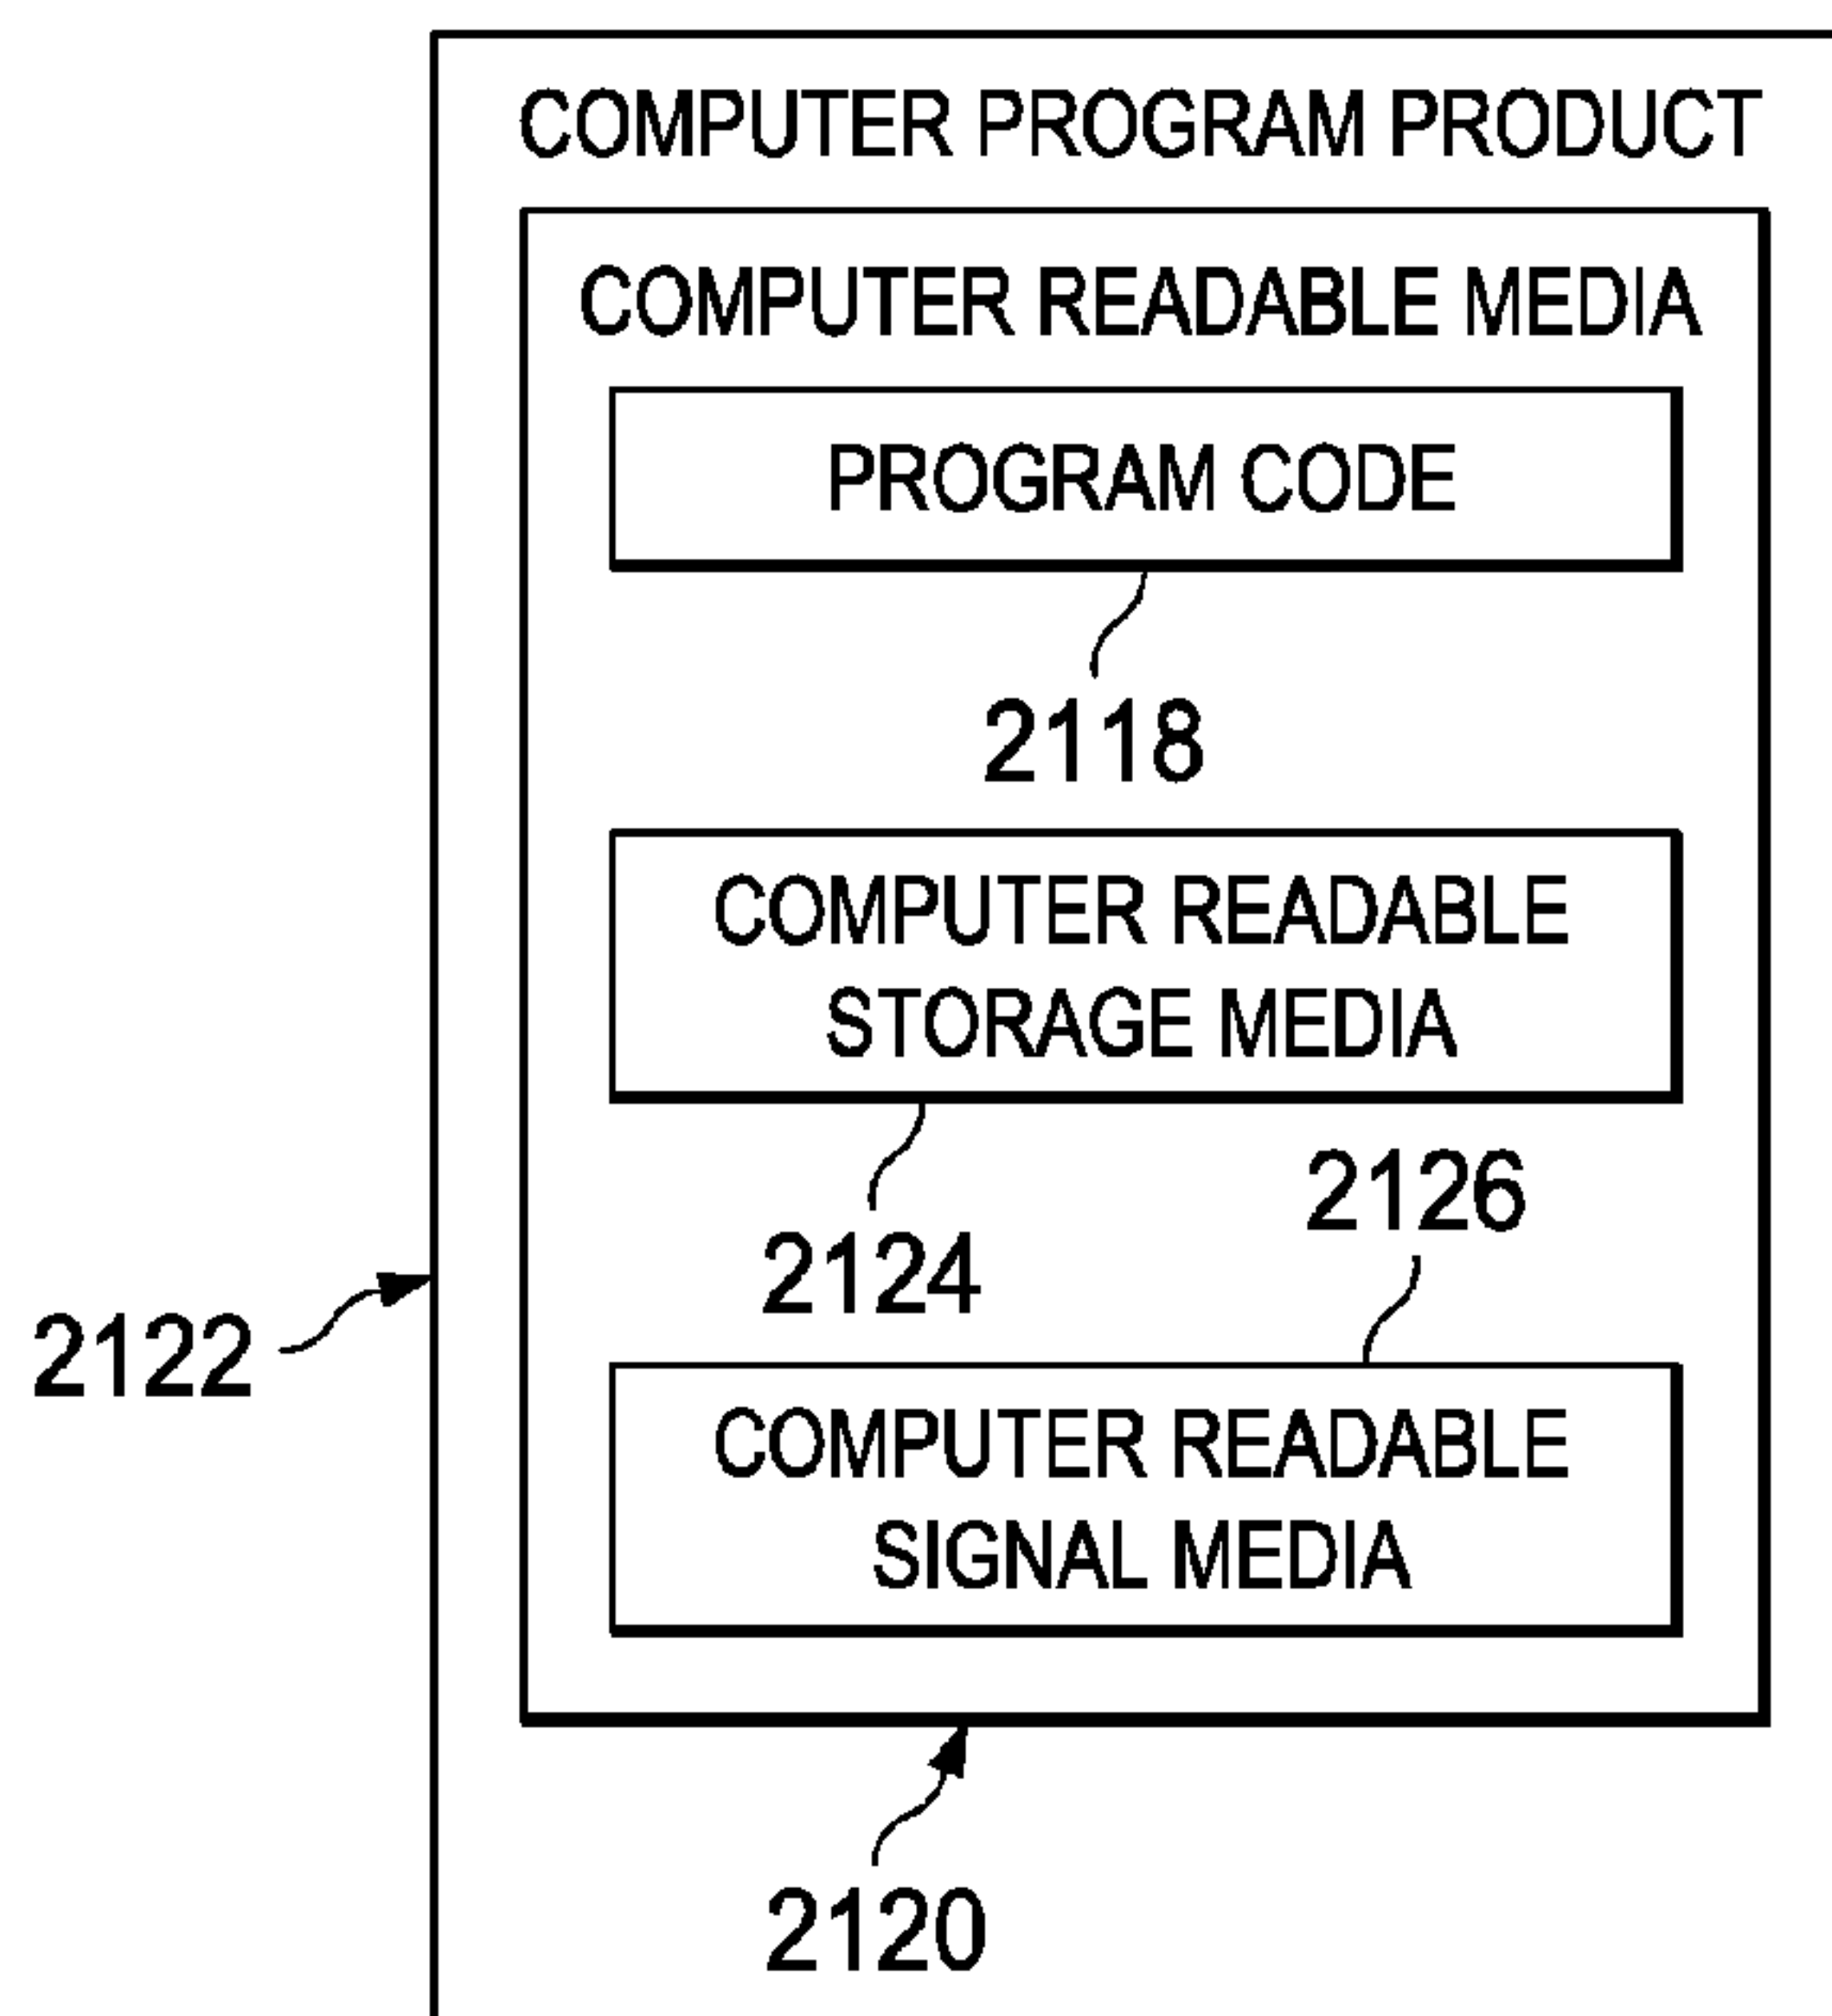 COMPUTER PROGRAM PRODUCT
COMPUTER READABLE MEDIA
PROGRAM CODE
2118
COMPUTER READABLE
STORAGE MEDIA
2126
2124
2122
COMPUTER READABLE
SIGNAL MEDIA
2120